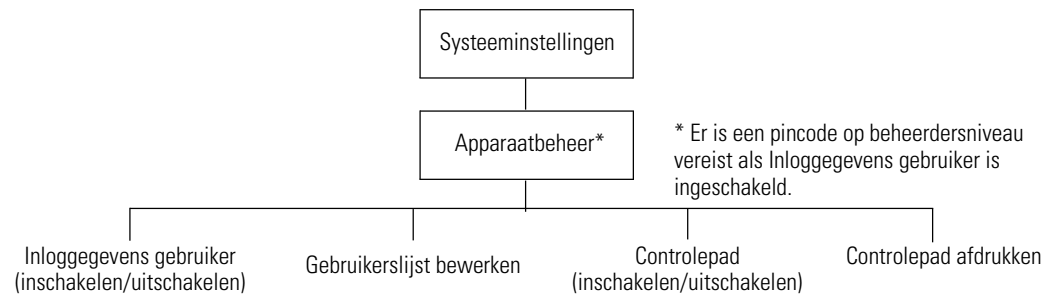 Systeeminstellingen
Apparaatbeheer*
* Er is een pincode op beheerdersniveau
vereist als Inloggegevens gebruiker is
ingeschakeld.
Inloggegevens gebruiker
(inschakelen/uitschakelen)
Gebruikerslijst bewerken
Controlepad
(inschakelen/uitschakelen)
Controlepad afdrukken